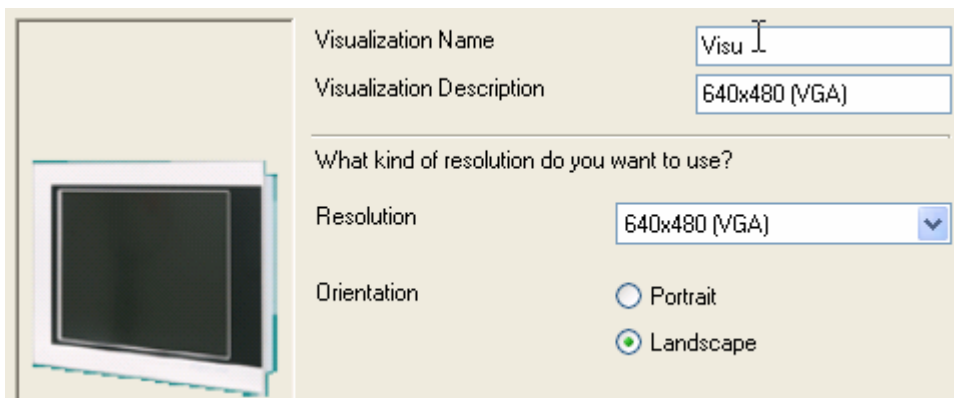 Visualization Name
Visu
Visualization Description
640x480 (VGA)
What kind of resolution do you want to use?
Resolution
640x480 (VGA)
Orientation
Portrait
Landscape